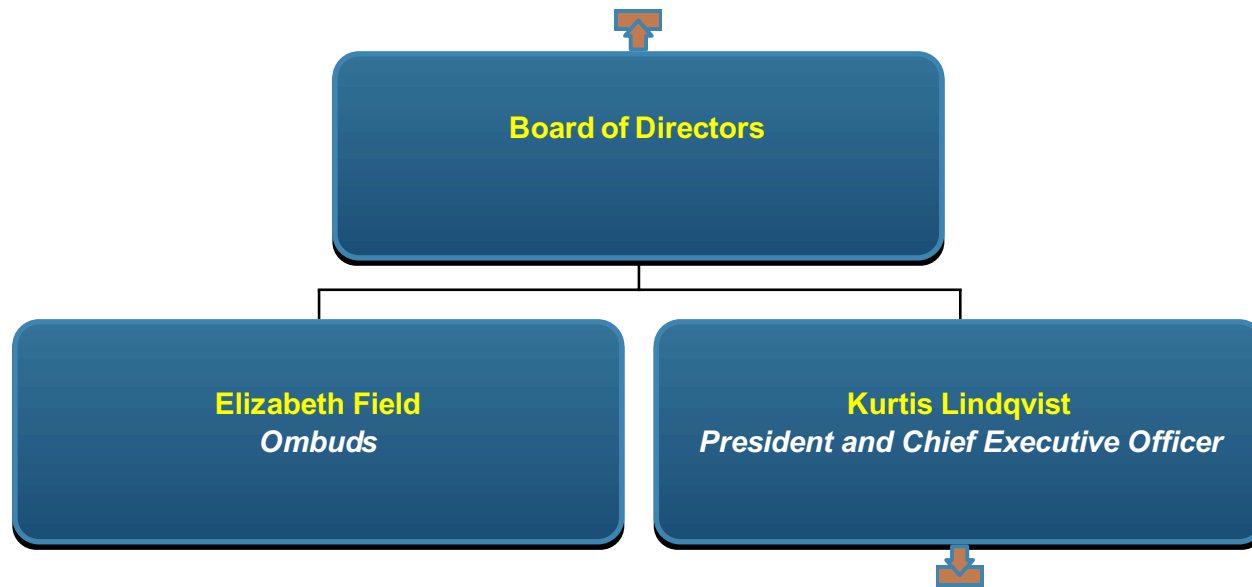 Board of Directors
Elizabeth Field
Ombuds
Kurtis Lindqvist
President and Chief Executive Officer